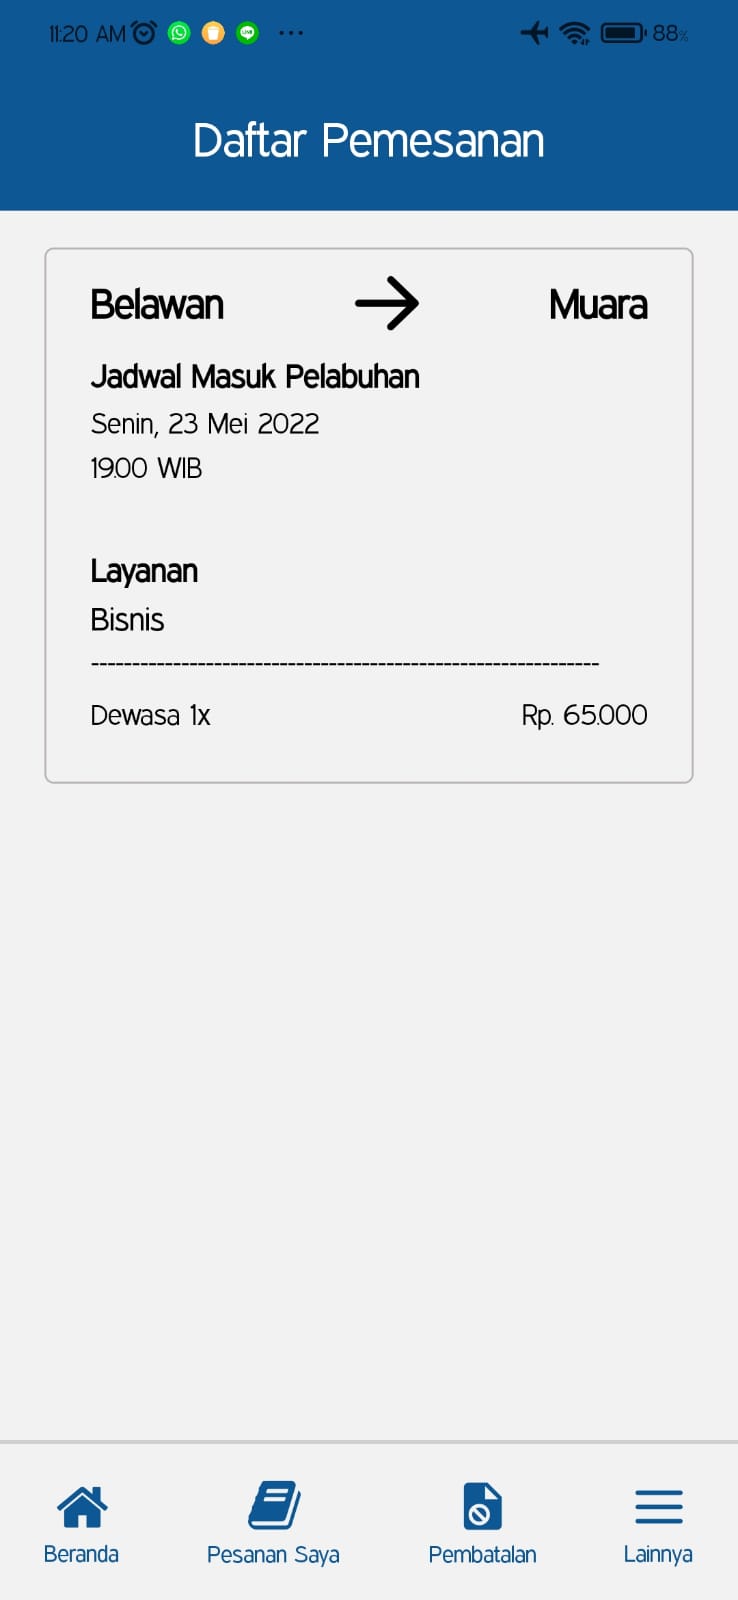 11:20 AM 88%
Daftar Pemesanan
Belawan Muara
Jadwal Masuk Pelabuhan
Senin, 23 Mei 2022
19.00 WIB
Layanan
Bisnis
--------------------------------------------------------------
Dewasa 1x Rp. 65.000
Beranda Pesanan Saya Pembatalan Lainnya